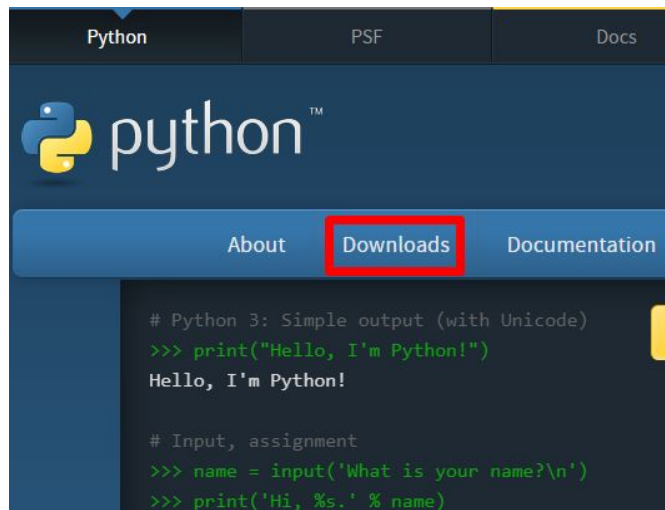 Python PSF Docs
python™
About Downloads Documentation
# Python 3: Simple output (with Unicode)
>>> print("Hello, I'm Python!")
Hello, I'm Python!
# Input, assignment
>>> name = input('What is your name?\n')
>>> print('Hi, %s.' % name)